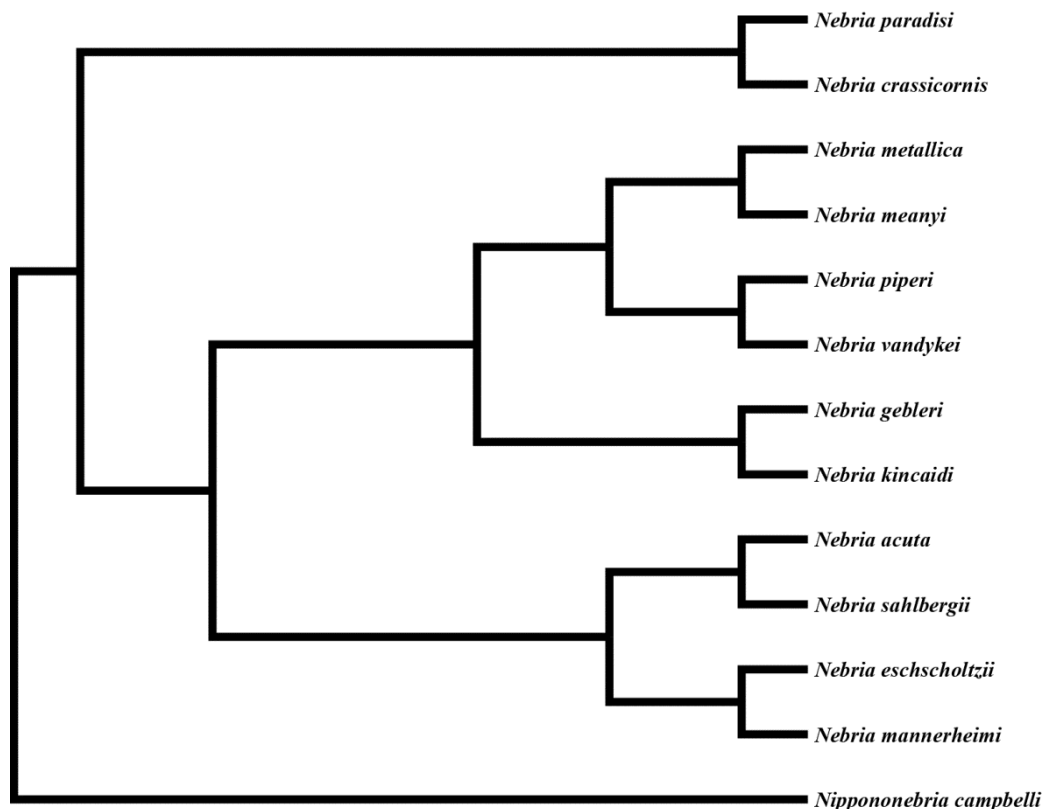 Nebria paradisi
Nebria crassicornis
Nebria metallica
Nebria meanyi
Nebria piperi
Nebria vandykei
Nebria gebleri
Nebria kincaidi
Nebria acuta
Nebria sahlbergii
Nebria eschscholtzii
Nebria mannerheimi
Nippononebria campbelli